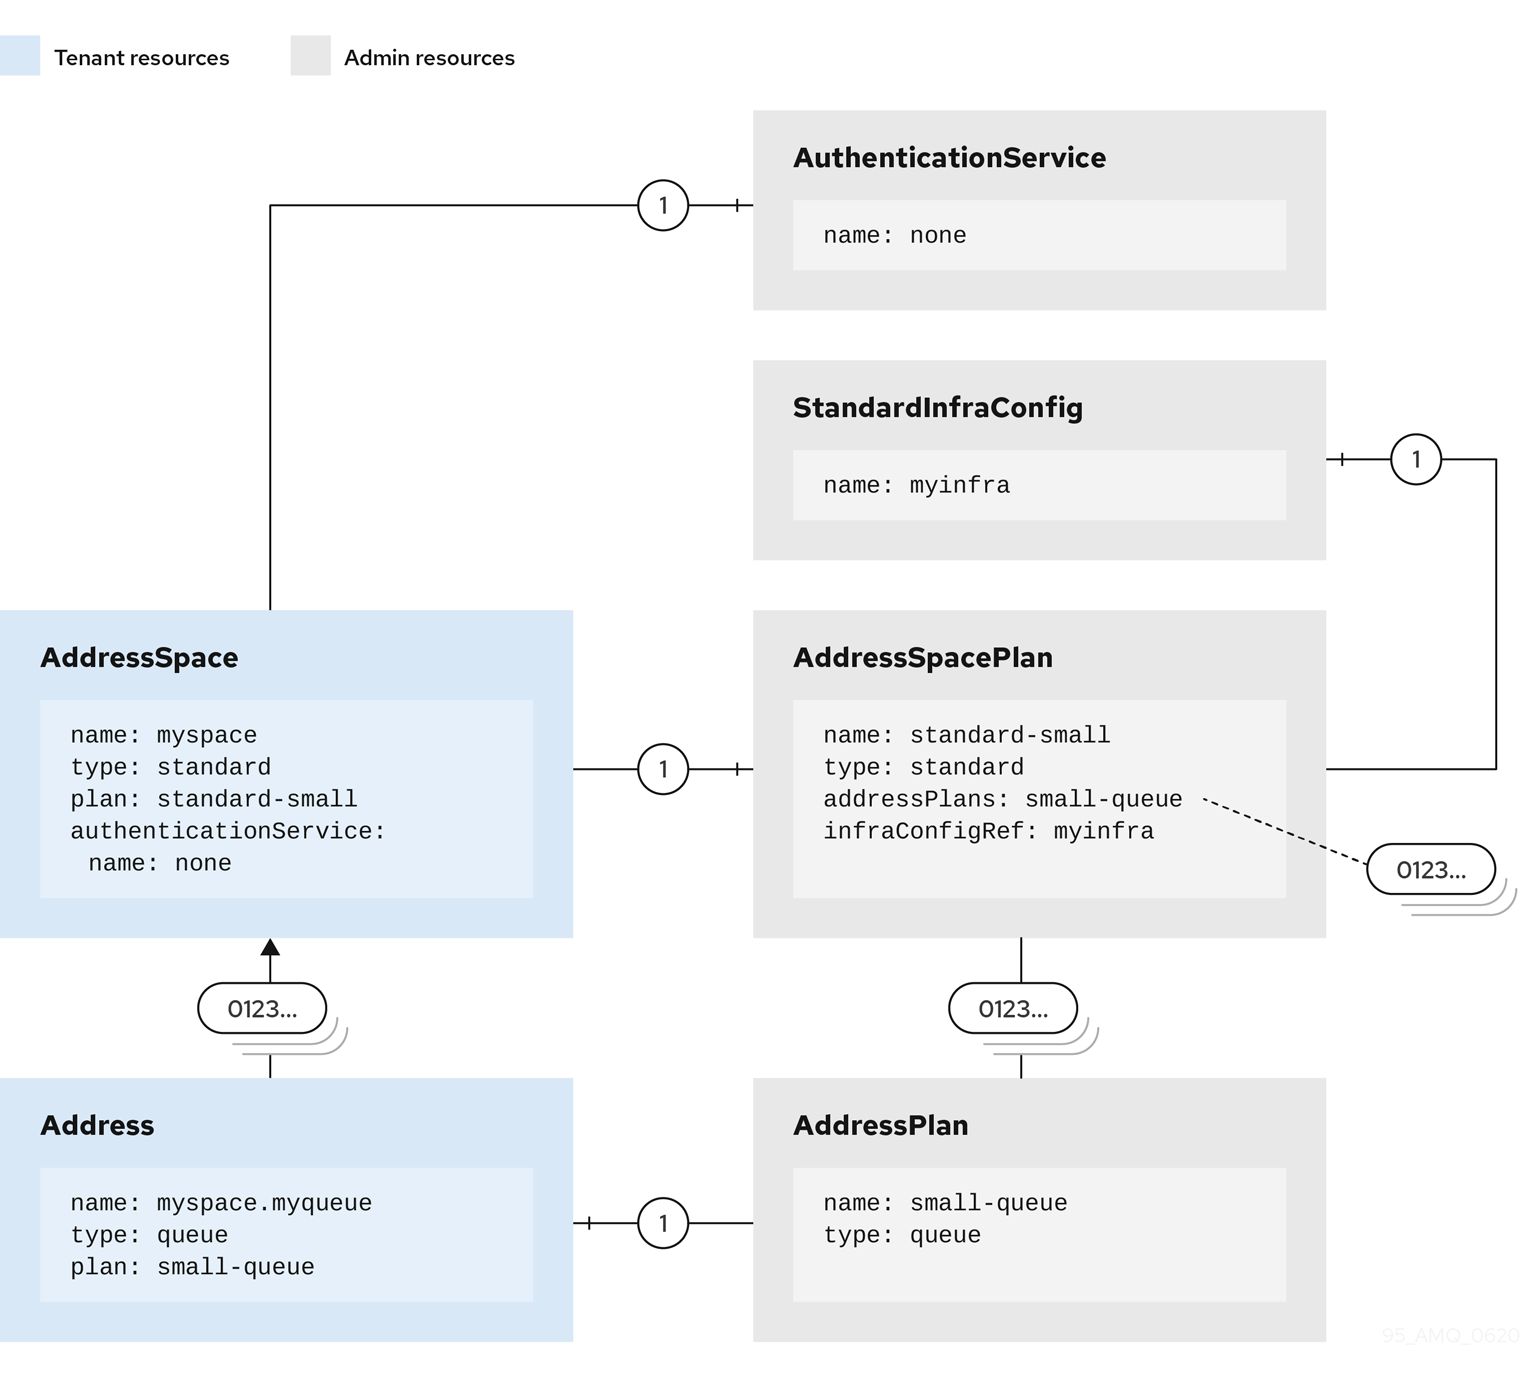 Tenant resources
Admin resources
AuthenticationService
name: none
1
StandardInfraConfig
name: myinfra
1
AddressSpace
name: myspace
type: standard
plan: standard-small
authenticationService:
name: none
1
AddressSpacePlan
name: standard-small
type: standard
addressPlans: small-queue
infraConfigRef: myinfra
0123...
0123...
0123...
Address
name: myspace.myqueue
type: queue
plan: small-queue
1
AddressPlan
name: small-queue
type: queue
95_AMQ_0620